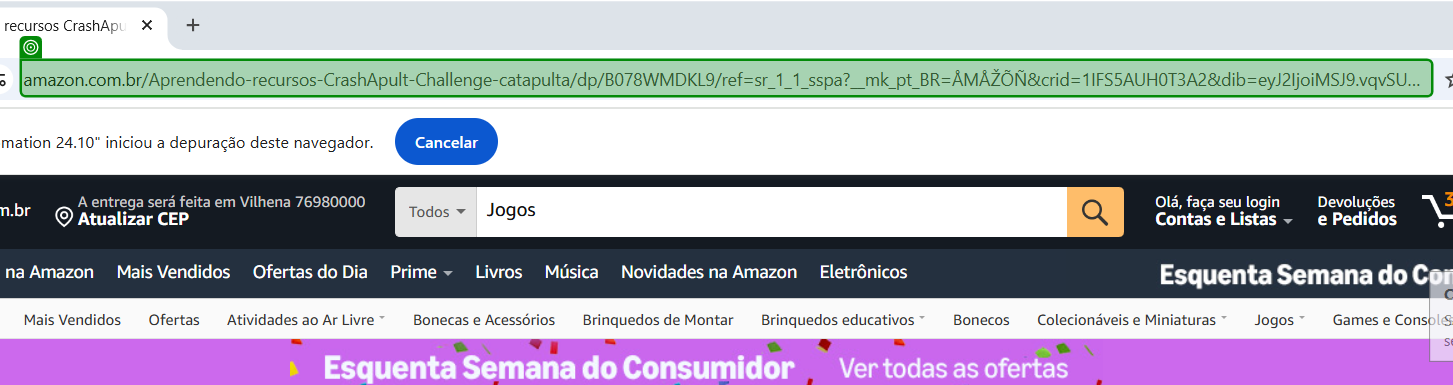 recursos CrashApu
amazon.com.br/Aprendendo-recursos-CrashApult-Challenge-catapulta/dp/B078WMDKL9/ref=sr_1_1_sspa?__mk_pt_BR=ÅMÅŽÕÑ&crid=1IFS5AUH0T3A2&dib=eyJ2IjoiMSJ9.vqvSU...
mation 24.10" iniciou a depuração deste navegador. Cancelar
A entrega será feita em Vilhena 76980000
m.br Atualizar CEP Todos Jogos
Olá, faça seu login
Contas e Listas
Devoluções
e Pedidos
3
na Amazon Mais Vendidos Ofertas do Dia Prime Livros Música Novidades na Amazon Eletrônicos Esquenta Semana do Con
Mais Vendidos Ofertas Atividades ao Ar Livre Bonecas e Acessórios Brinquedos de Montar Brinquedos educativos Bonecos Colecionáveis e Miniaturas Jogos Games e Consoles
Esquenta Semana do Consumidor Ver todas as ofertas